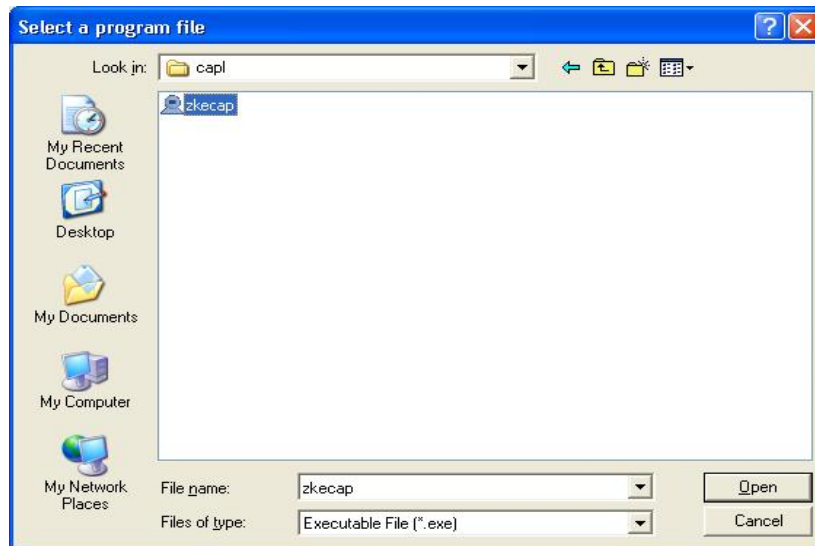 Select a program file
Look in: capl
zkecap
My Recent
Documents
Desktop
My Documents
My Computer
My Network
Places
File name: zkecap Open
Files of type: Executable File (*.exe) Cancel